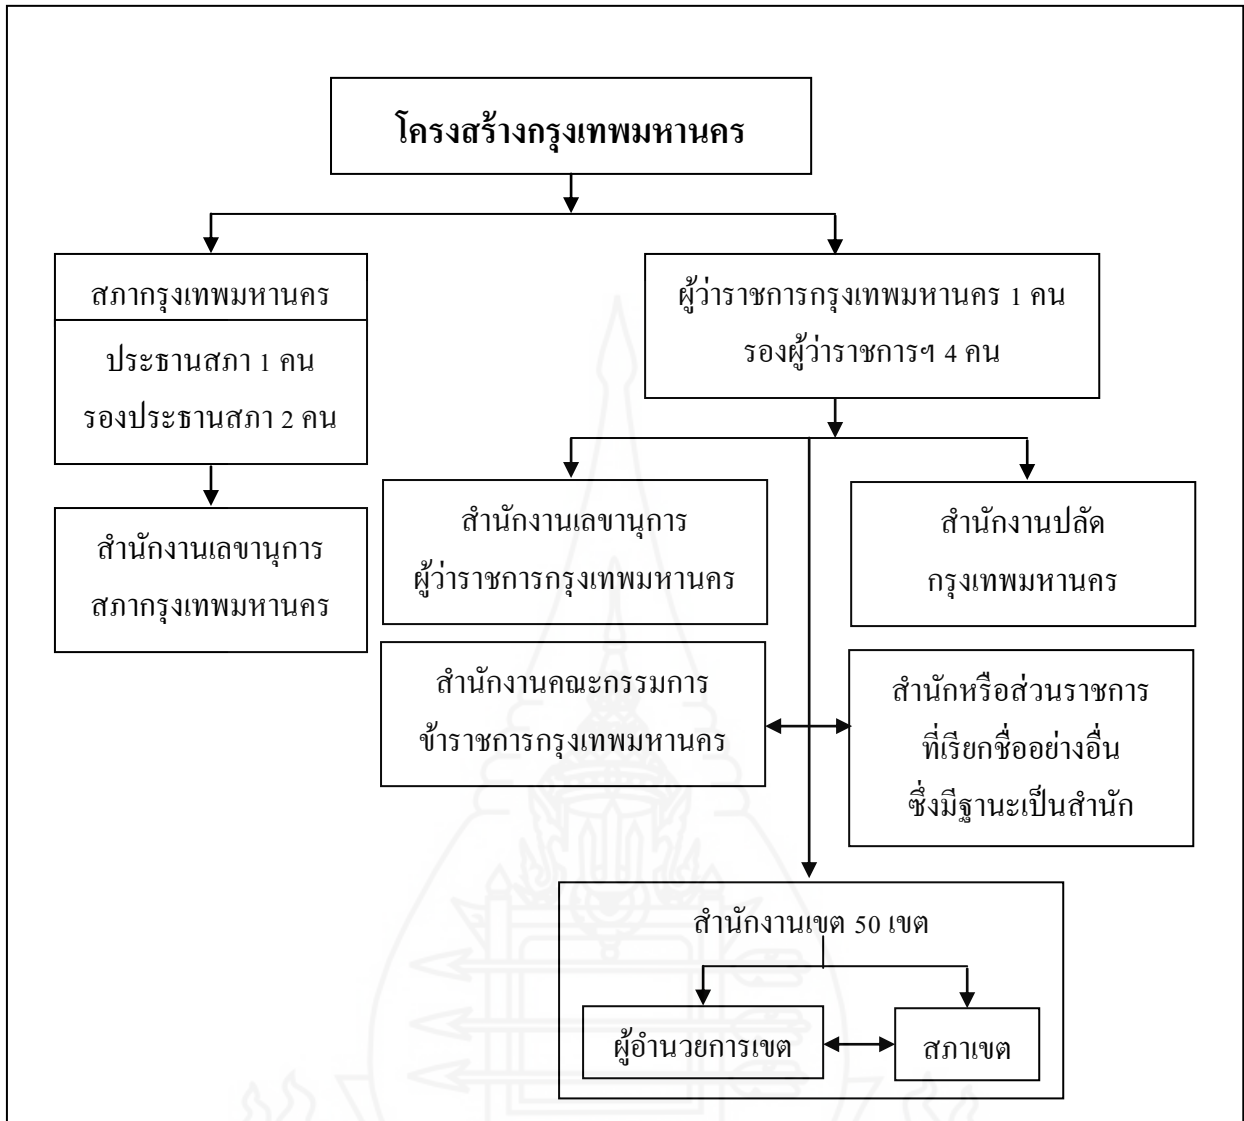 โครงสร้างกรุงเทพมหานคร
สภากรุงเทพมหานคร
ประธานสภา 1 คน
รองประธานสภา 2 คน
สำนักงานเลขานุการ
สภากรุงเทพมหานคร
ผู้ว่าราชการกรุงเทพมหานคร 1 คน
รองผู้ว่าราชการฯ 4 คน
สำนักงานเลขานุการ
ผู้ว่าราชการกรุงเทพมหานคร
สำนักงานปลัด
กรุงเทพมหานคร
สำนักงานคณะกรรมการ
ข้าราชการกรุงเทพมหานคร
สำนักหรือส่วนราชการ
ที่เรียกชื่ออย่างอื่น
ซึ่งมีฐานะเป็นสำนัก
สำนักงานเขต 50 เขต
ผู้อำนวยการเขต
สภาเขต